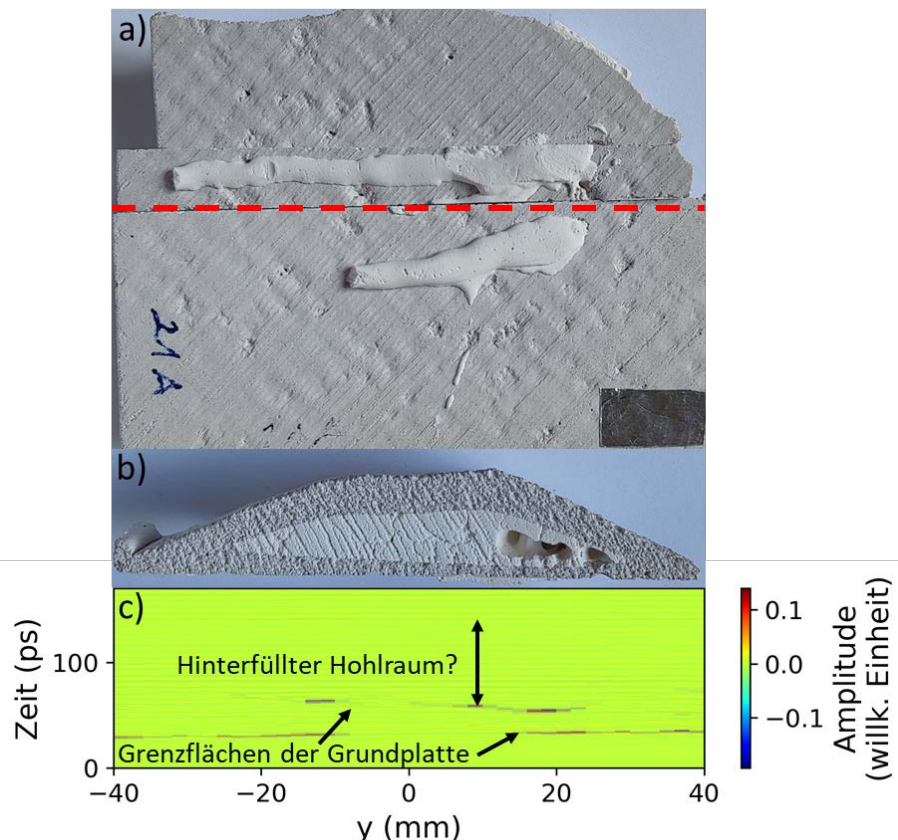 a)
21 A
b)
c)
Zeit (ps)
100
0
Hinterfüllter Hohlraum?
Grenzflächen der Grundplatte
−40
−20
0
20
40
y (mm)
0.1
0.0
−0.1
Amplitude
(willk. Einheit)